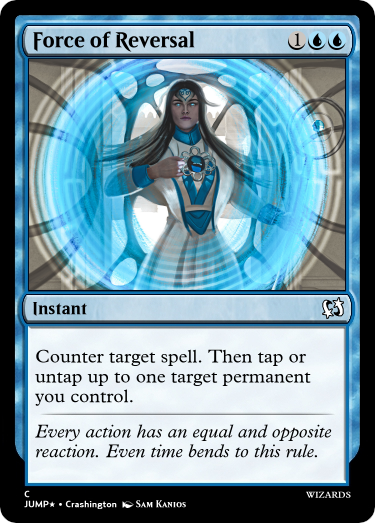 Force of Reversal 1
Instant
Counter target spell. Then tap or
untap up to one target permanent
you control.
Every action has an equal and opposite
reaction. Even time bends to this rule.
C WIZARDS
JUMP★ • Crashington Sam Kanios